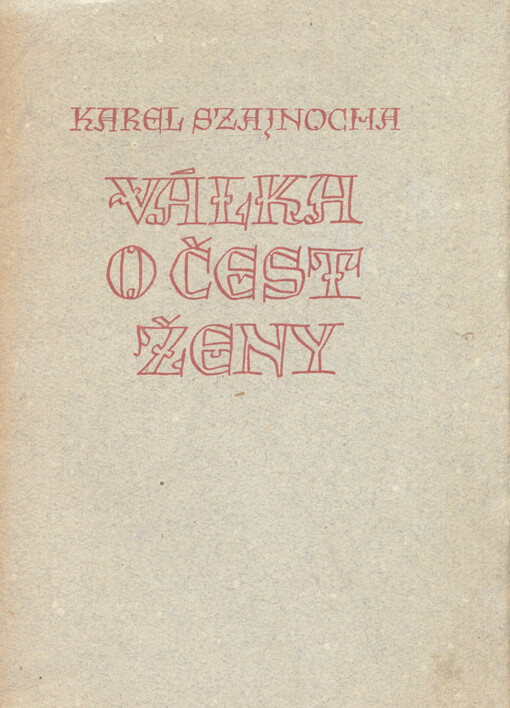 KAREL SZAJNOCHA
VÁLKA
O ČEST
ŽENY